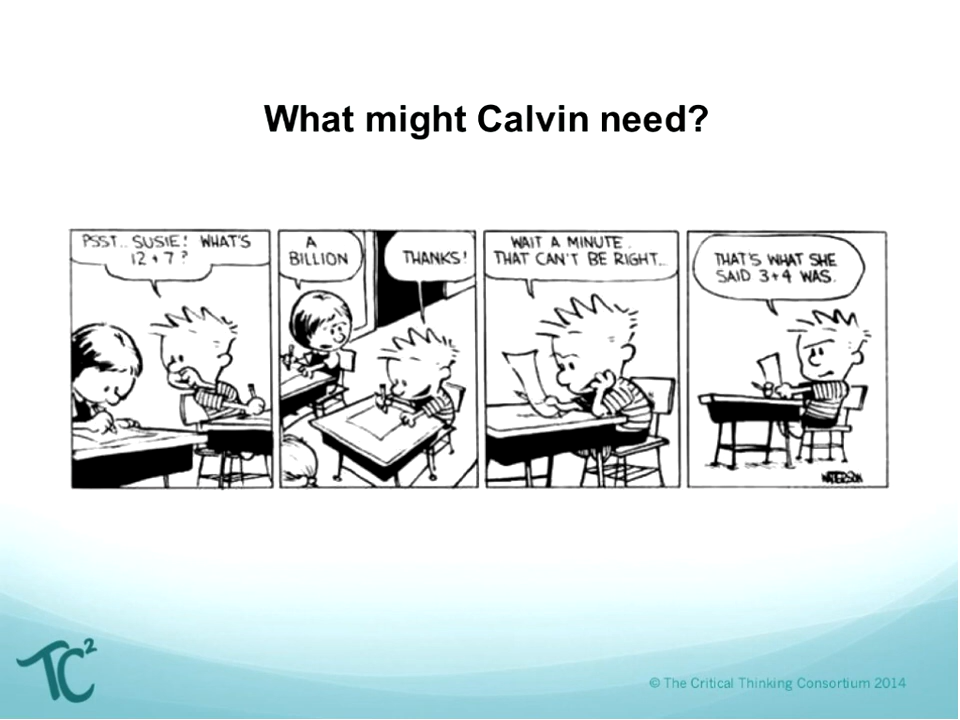 What might Calvin need?
PSST.. SUSIE! WHAT'S
12 + 7?
A
BILLION
THANKS!
WAIT A MINUTE.
THAT CAN'T BE RIGHT...
THAT'S WHAT SHE
SAID 3+4 WAS.
WATTERSON
TC²
© The Critical Thinking Consortium 2014